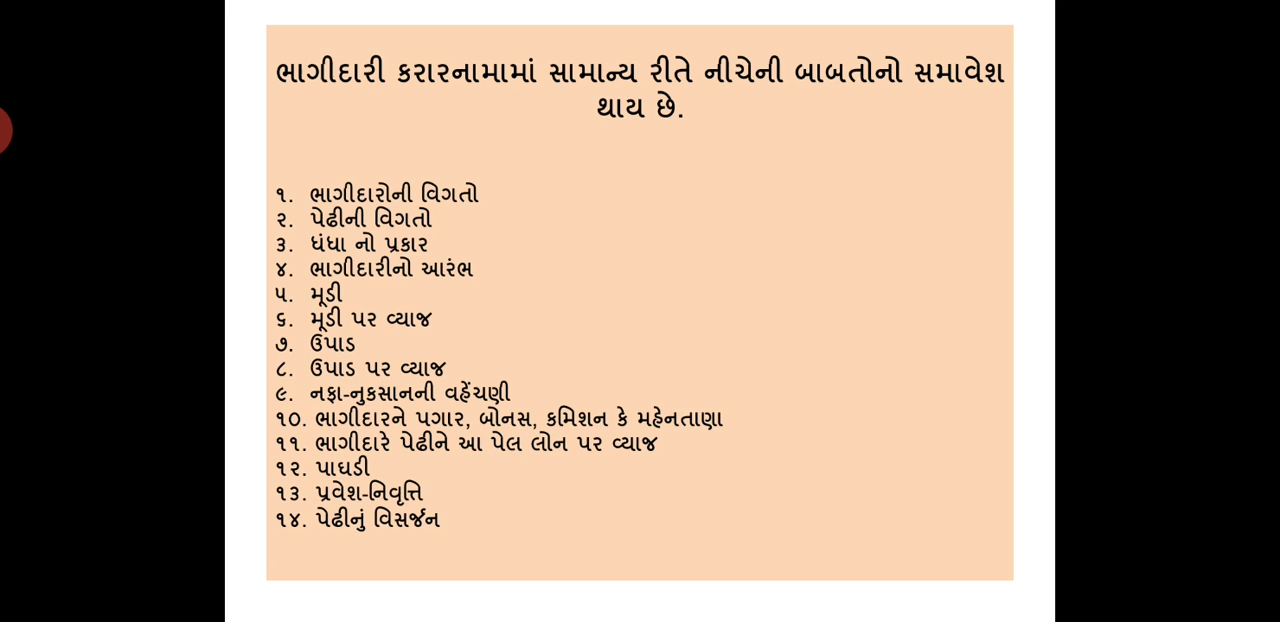 ભાગીદારી કરારનામામાં સામાન્ય રીતે નીચેની બાબતોનો સમાવેશ
થાય છે.
૧. ભાગીદારોની વિગતો
૨. પેઢીની વિગતો
૩. ધંધા નો પ્રકાર
૪. ભાગીદારીનો આરંભ
૫. મૂડી
૬. મૂડી પર વ્યાજ
૭. ઉપાડ
૮. ઉપાડ પર વ્યાજ
૯. નફા-નુકસાનની વહેંચણી
૧૦. ભાગીદારને પગાર, બોનસ, કમિશન કે મહેનતાણા
૧૧. ભાગીદારે પેઢીને આ પેલ લોન પર વ્યાજ
૧૨. પાઘડી
૧૩. પ્રવેશ-નિવૃત્તિ
૧૪. પેઢીનું વિસર્જન